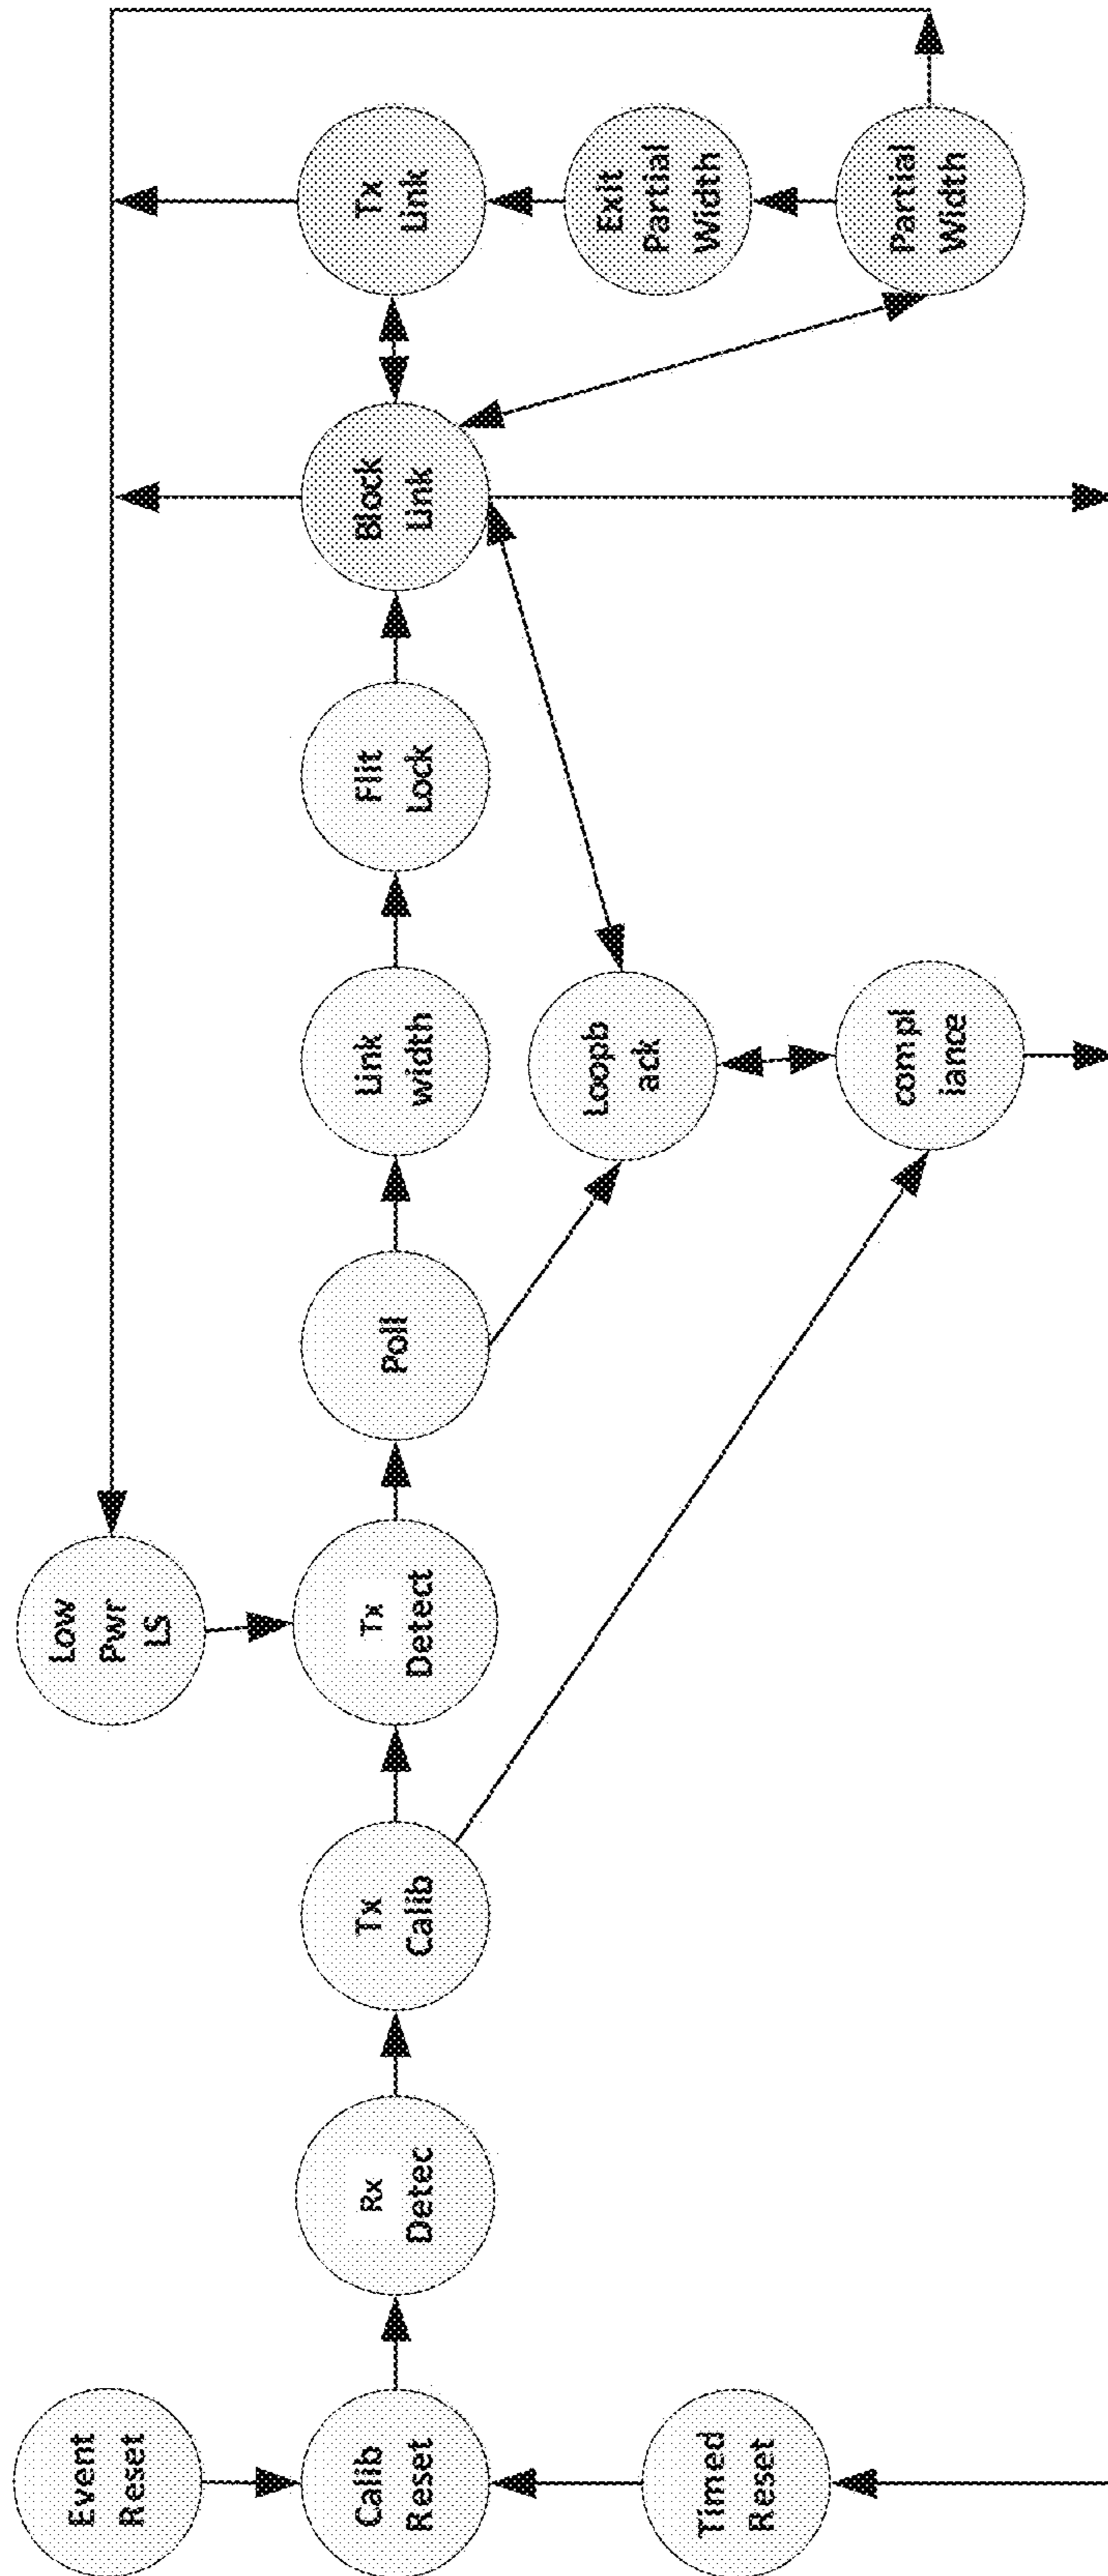 Event
Reset
Calib
Reset
Timed
Reset
Rx
Detec
Tx
Calib
Low
Pwr
LS
Tx
Detect
Poll
Link
width
Loopb
ack
compl
iance
Flit
Lock
Block
Link
Tx
Link
Exit
Partial
Width
Partial
Width